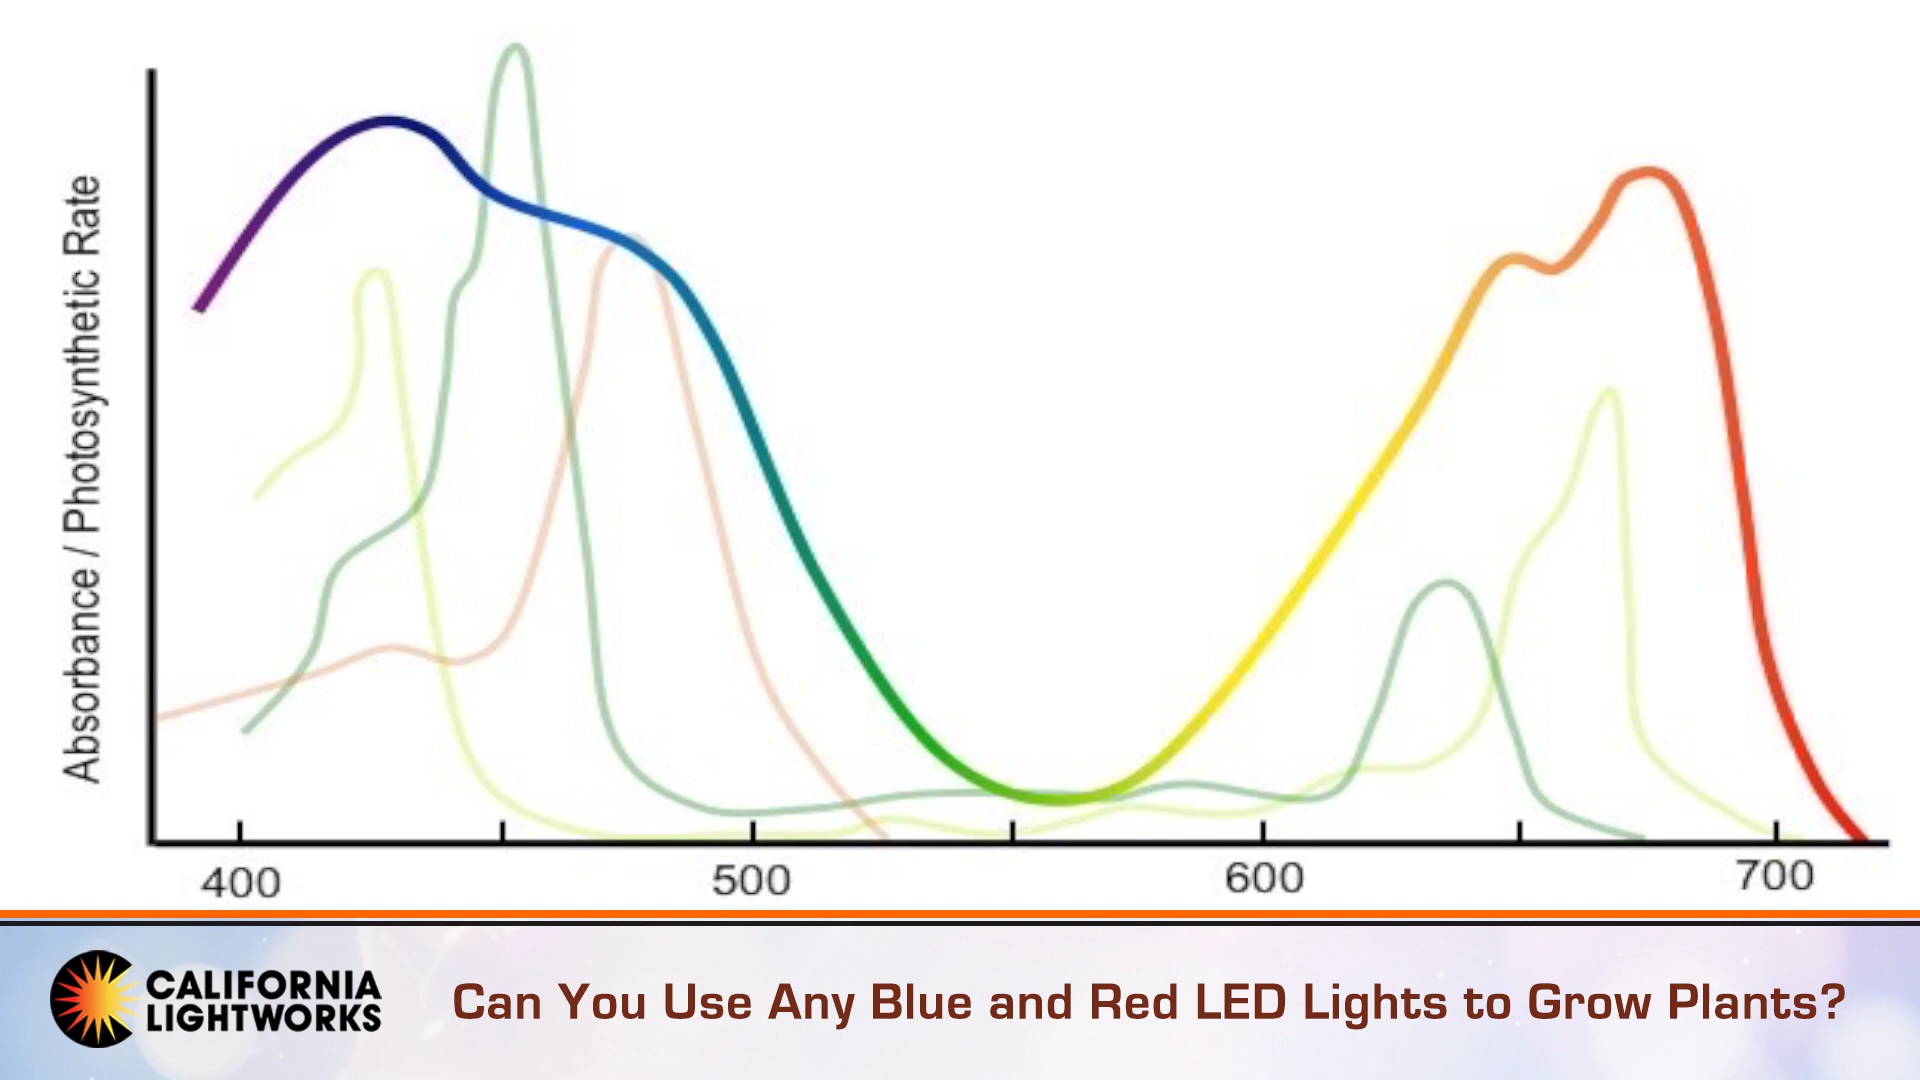 Absorbance / Photosynthetic Rate
400 500 600 700
CALIFORNIA
LIGHTWORKS
Can You Use Any Blue and Red LED Lights to Grow Plants?